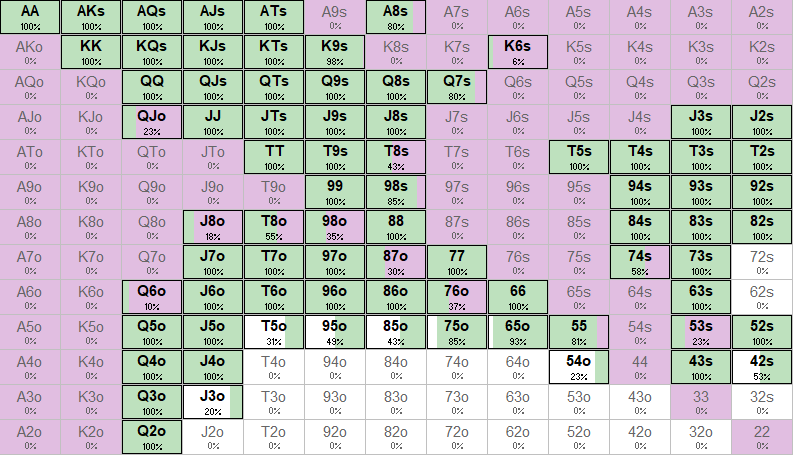 AA AKs AQs AJs ATs A9s A8s A7s A6s A5s A4s A3s A2s
100% 100% 100% 100% 100% 0% 80% 0% 0% 0% 0% 0% 0%
AKo KK KQs KJs KTs K9s K8s K7s K6s K5s K4s K3s K2s
0% 100% 100% 100% 100% 98% 0% 0% 6% 0% 0% 0% 0%
AQo KQo QQ QJs QTs Q9s Q8s Q7s Q6s Q5s Q4s Q3s Q2s
0% 0% 100% 100% 100% 100% 100% 80% 0% 0% 0% 0% 0%
AJo KJo QJo JJ JTs J9s J8s J7s J6s J5s J4s J3s J2s
0% 0% 23% 100% 100% 100% 100% 0% 0% 0% 0% 100% 100%
ATo KTo QTo JTo TT T9s T8s T7s T6s T5s T4s T3s T2s
0% 0% 0% 0% 100% 100% 43% 0% 0% 100% 100% 100% 100%
A9o K9o Q9o J9o T9o 99 98s 97s 96s 95s 94s 93s 92s
0% 0% 0% 0% 0% 100% 85% 0% 0% 0% 100% 100% 100%
A8o K8o Q8o J8o T8o 98o 88 87s 86s 85s 84s 83s 82s
0% 0% 0% 18% 55% 35% 100% 0% 0% 0% 100% 100% 100%
A7o K7o Q7o J7o T7o 97o 87o 77 76s 75s 74s 73s 72s
0% 0% 0% 100% 100% 100% 30% 100% 0% 0% 58% 100% 0%
A6o K6o Q6o J6o T6o 96o 86o 76o 66 65s 64s 63s 62s
0% 0% 10% 100% 100% 100% 100% 37% 100% 0% 0% 100% 0%
A5o K5o Q5o J5o T5o 95o 85o 75o 65o 55 54s 53s 52s
0% 0% 100% 100% 31% 49% 43% 85% 93% 81% 0% 23% 100%
A4o K4o Q4o J4o T4o 94o 84o 74o 64o 54o 44 43s 42s
0% 0% 100% 100% 0% 0% 0% 0% 0% 23% 0% 100% 53%
A3o K3o Q3o J3o T3o 93o 83o 73o 63o 53o 43o 33 32s
0% 0% 100% 20% 0% 0% 0% 0% 0% 0% 0% 0% 0%
A2o K2o Q2o J2o T2o 92o 82o 72o 62o 52o 42o 32o 22
0% 0% 100% 0% 0% 0% 0% 0% 0% 0% 0% 0% 0%